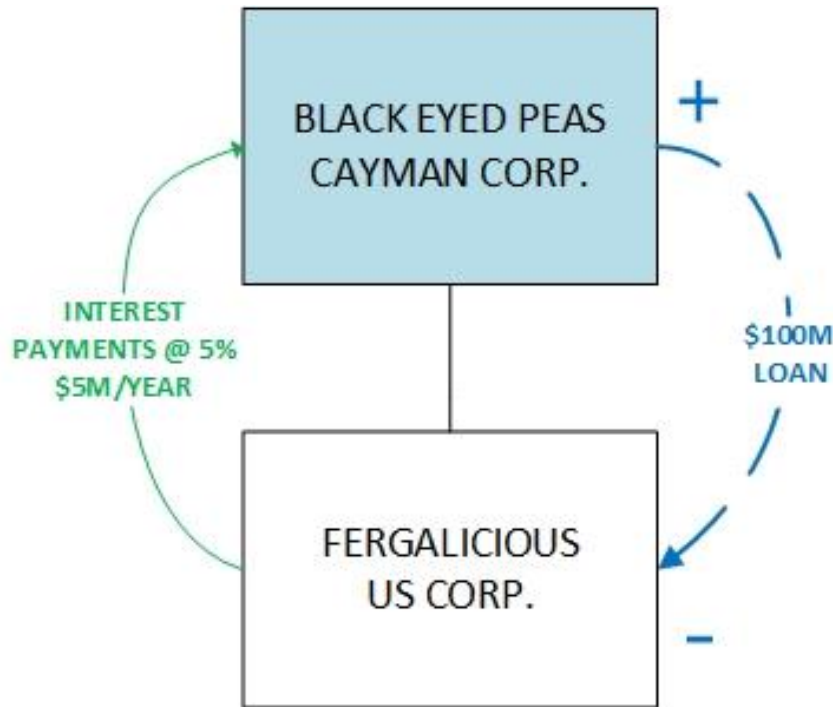 BLACK EYED PEAS
CAYMAN CORP.
+
INTEREST
PAYMENTS @ 5%
$5M/YEAR
$100M
LOAN
FERGALICIOUS
US CORP.
-